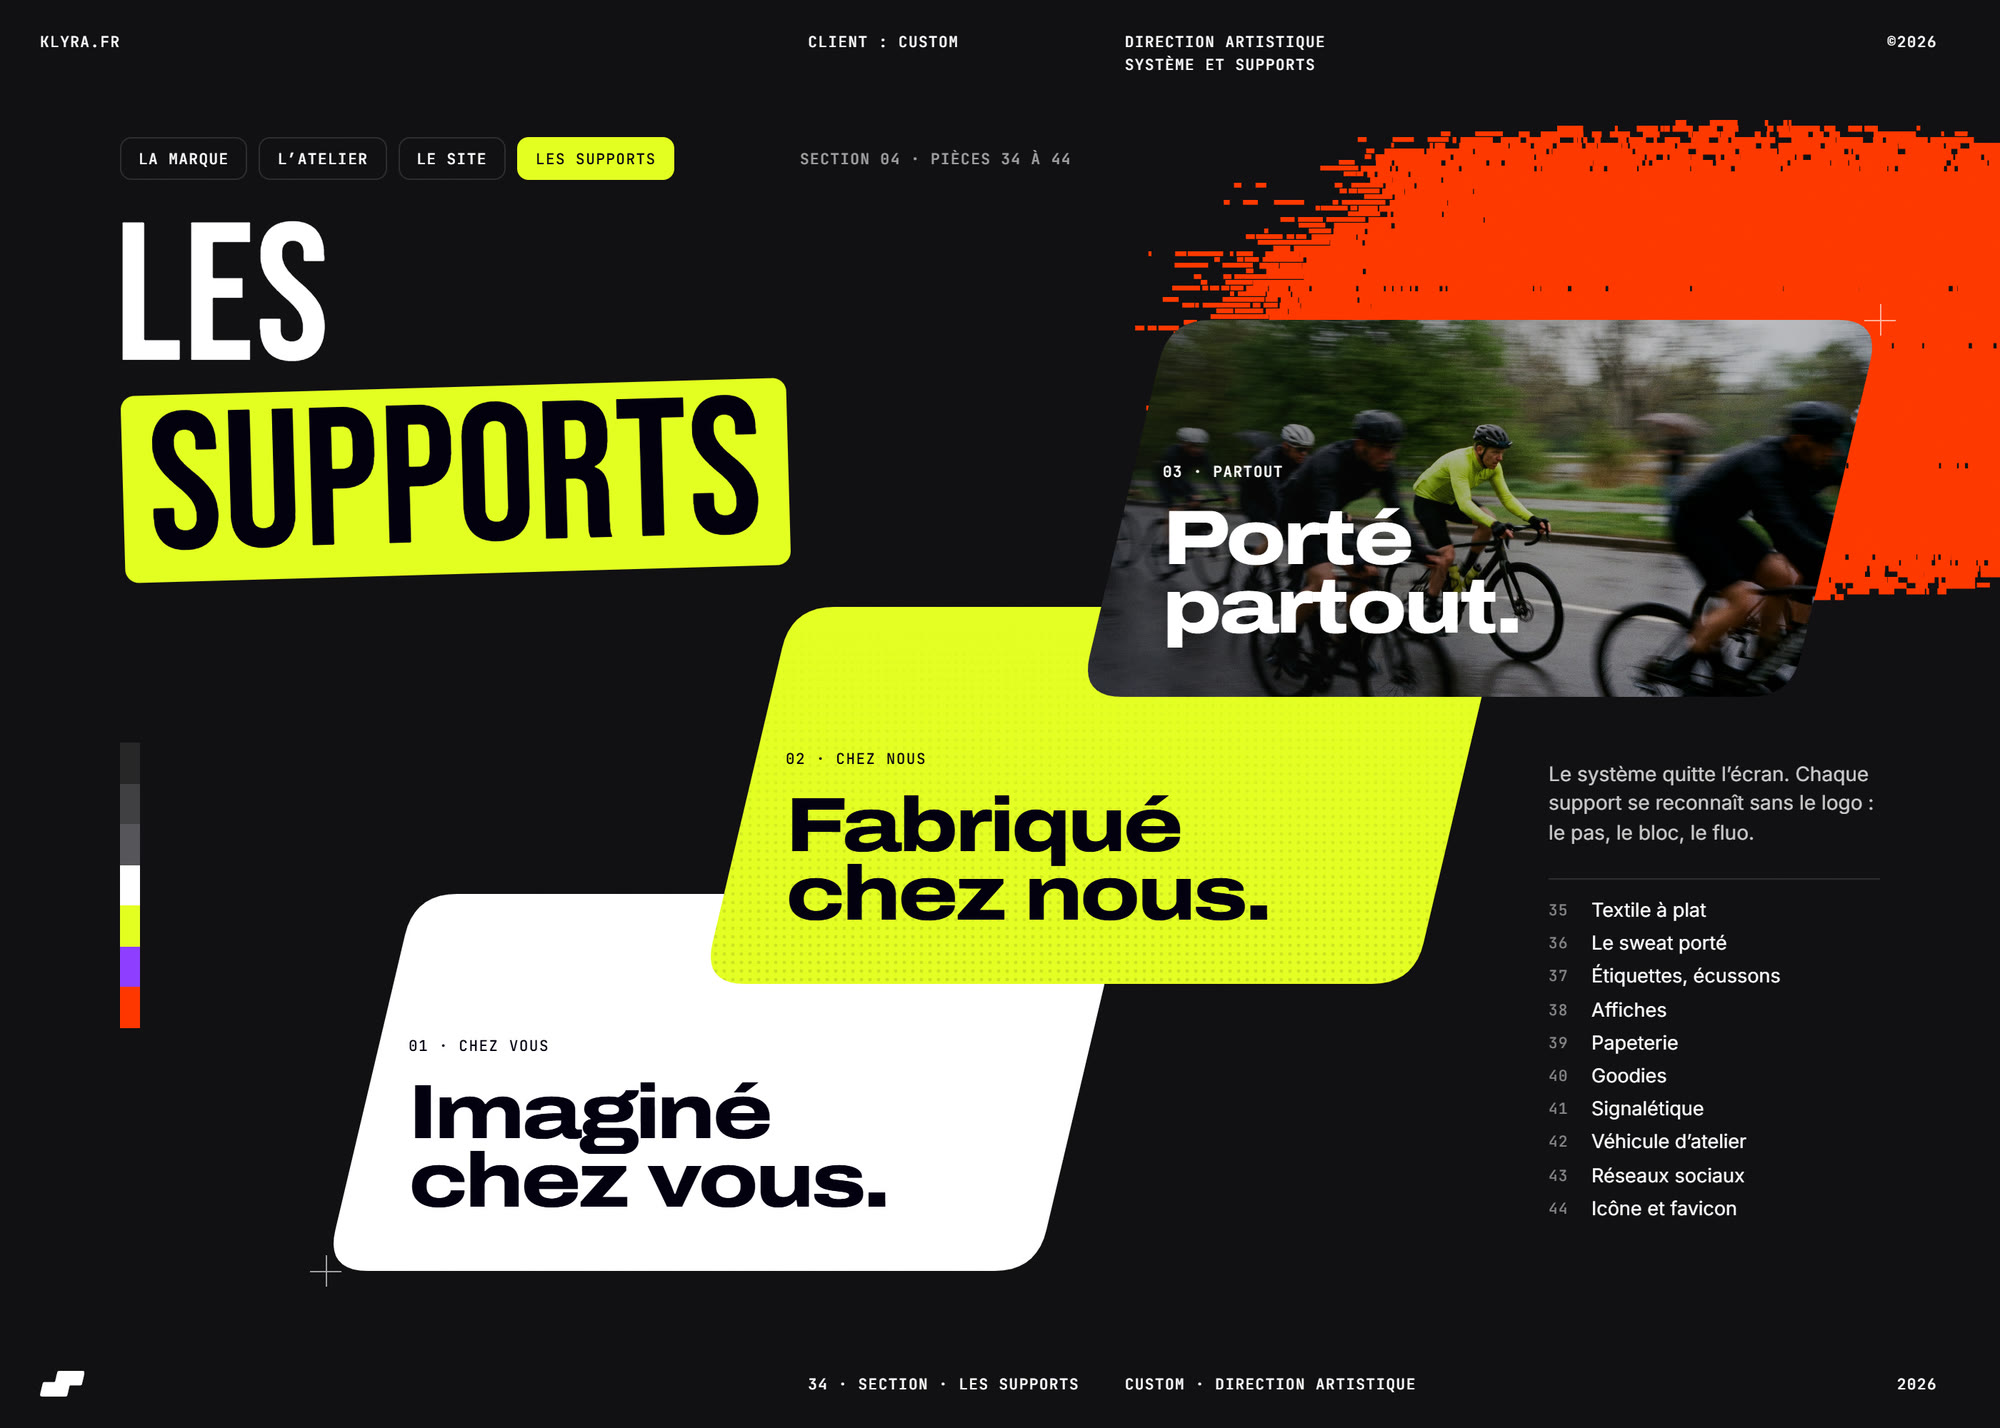 KLYRA.FR
CLIENT : CUSTOM
DIRECTION ARTISTIQUE
SYSTÈME ET SUPPORTS
©2026
LA MARQUE
L’ATELIER
LE SITE
LES SUPPORTS
SECTION 04 · PIÈCES 34 À 44
LES
SUPPORTS
03 · PARTOUT
Porté
partout.
02 · CHEZ NOUS
Fabriqué
chez nous.
01 · CHEZ VOUS
Imaginé
chez vous.
Le système quitte l’écran. Chaque
support se reconnaît sans le logo :
le pas, le bloc, le fluo.
35 Textile à plat
36 Le sweat porté
37 Étiquettes, écussons
38 Affiches
39 Papeterie
40 Goodies
41 Signalétique
42 Véhicule d’atelier
43 Réseaux sociaux
44 Icône et favicon
34 · SECTION · LES SUPPORTS
CUSTOM · DIRECTION ARTISTIQUE
2026